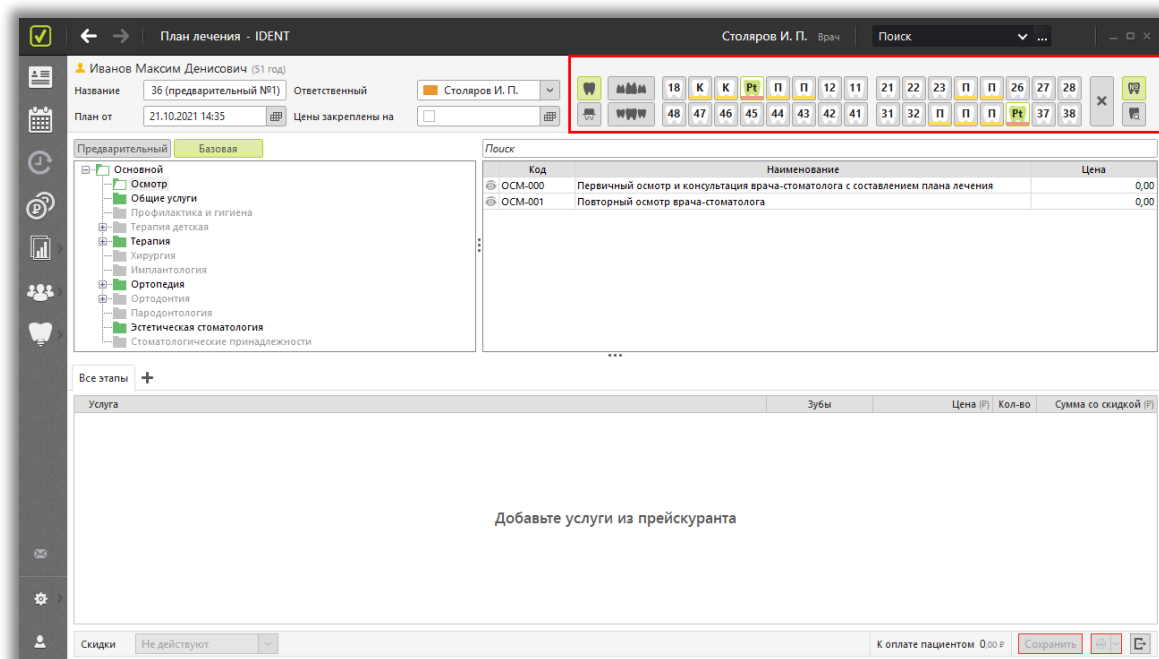 План лечения - IDENT
Столяров И. П. Врач
Поиск
...
Иванов Максим Денисович (51 год)
Название 36 (предварительный №1) Ответственный Столяров И. П.
План от 21.10.2021 14:35 Цены закреплены на
18 К К Pt П П 12 11 21 22 23 П П 26 27 28
48 47 46 45 44 43 42 41 31 32 П П П Pt 37 38
Предварительный Базовая
Основной
Осмотр
Общие услуги
Профилактика и гигиена
Терапия детская
Терапия
Хирургия
Имплантология
Ортопедия
Ортодонтия
Пародонтология
Эстетическая стоматология
Стоматологические принадлежности
Поиск
Код Наименование Цена
ОСМ-000 Первичный осмотр и консультация врача-стоматолога с составлением плана лечения 0,00
ОСМ-001 Повторный осмотр врача-стоматолога 0,00
Все этапы
Услуга Зубы Цена (₽) Кол-во Сумма со скидкой (₽)
Добавьте услуги из прейскуранта
Скидки Не действуют К оплате пациентом 0,00 ₽ Сохранить